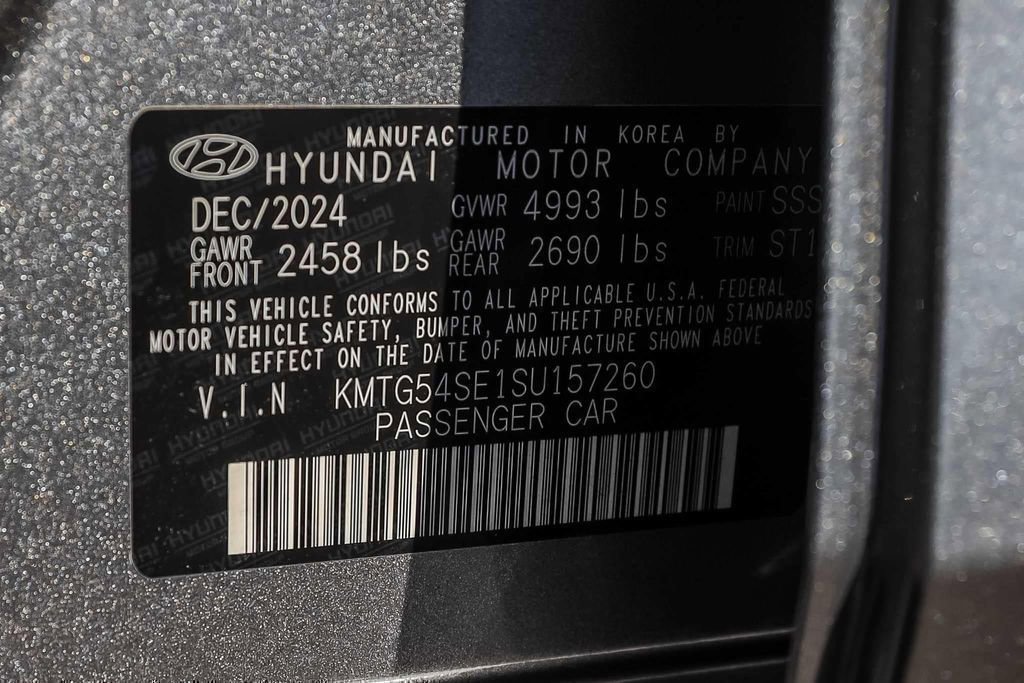 MANUFACTURED IN KOREA BY
HYUNDAI MOTOR COMPANY
DEC/2024 GVWR 4993 lbs PAINT SSS
GAWR FRONT 2458 lbs GAWR REAR 2690 lbs TRIM ST1
THIS VEHICLE CONFORMS TO ALL APPLICABLE U.S.A. FEDERAL
MOTOR VEHICLE SAFETY, BUMPER, AND THEFT PREVENTION STANDARDS
IN EFFECT ON THE DATE OF MANUFACTURE SHOWN ABOVE
V.I.N KMTG54SE1SU157260
PASSENGER CAR